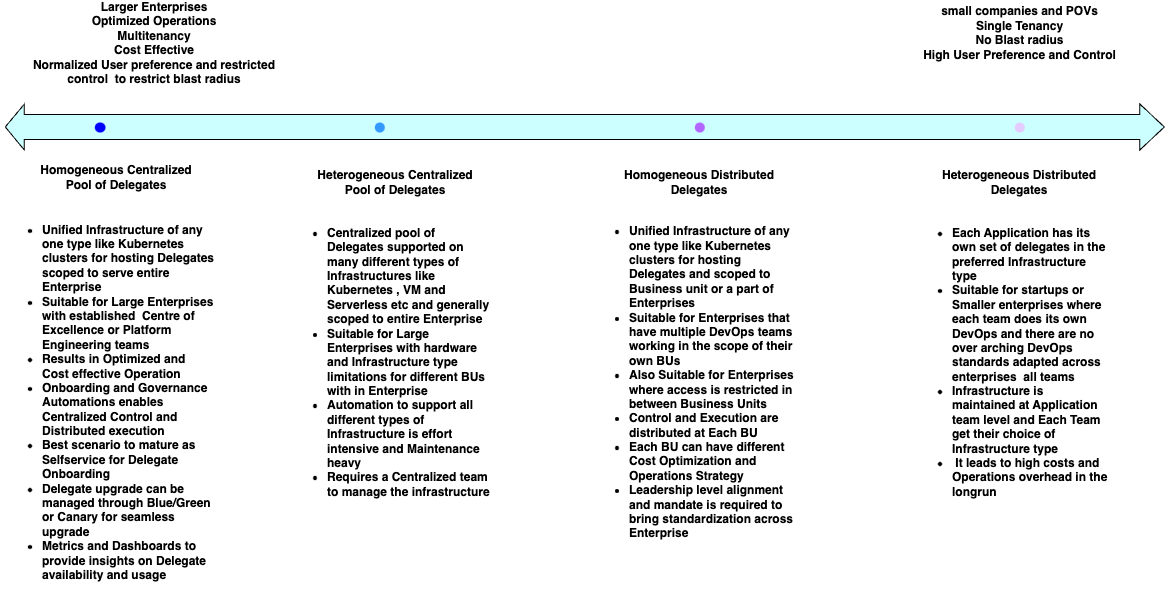 Larger Enterprises
Optimized Operations
Multitenancy
Cost Effective
Normalized User preference and restricted
control to restrict blast radius
small companies and POVs
Single Tenancy
No Blast radius
High User Preference and Control
Homogeneous Centralized
Pool of Delegates
• Unified Infrastructure of any
one type like Kubernetes
clusters for hosting Delegates
scoped to serve entire
Enterprise
• Suitable for Large Enterprises
with established Centre of
Excellence or Platform
Engineering teams
• Results in Optimized and
Cost effective Operation
• Onboarding and Governance
Automations enables
Centralized Control and
Distributed execution
• Best scenario to mature as
Selfservice for Delegate
Onboarding
• Delegate upgrade can be
managed through Blue/Green
or Canary for seamless
upgrade
• Metrics and Dashboards to
provide insights on Delegate
availability and usage
Heterogeneous Centralized
Pool of Delegates
• Centralized pool of
Delegates supported on
many different types of
Infrastructures like
Kubernetes , VM and
Serverless etc and generally
scoped to entire Enterprise
• Suitable for Large
Enterprises with hardware
and Infrastructure type
limitations for different BUs
with in Enterprise
• Automation to support all
different types of
Infrastructure is effort
intensive and Maintenance
heavy
• Requires a Centralized team
to manage the infrastructure
Homogeneous Distributed
Delegates
• Unified Infrastructure of any
one type like Kubernetes
clusters for hosting
Delegates and scoped to
Business unit or a part of
Enterprises
• Suitable for Enterprises that
have multiple DevOps teams
working in the scope of their
own BUs
• Also Suitable for Enterprises
where access is restricted in
between Business Units
• Control and Execution are
distributed at Each BU
• Each BU can have different
Cost Optimization and
Operations Strategy
• Leadership level alignment
and mandate is required to
bring standardization across
Enterprise
Heterogeneous Distributed
Delegates
• Each Application has its
own set of delegates in the
preferred Infrastructure
type
• Suitable for startups or
Smaller enterprises where
each team does its own
DevOps and there are no
over arching DevOps
standards adapted across
enterprises all teams
• Infrastructure is
maintained at Application
team level and Each Team
get their choice of
Infrastructure type
• It leads to high costs and
Operations overhead in the
longrun